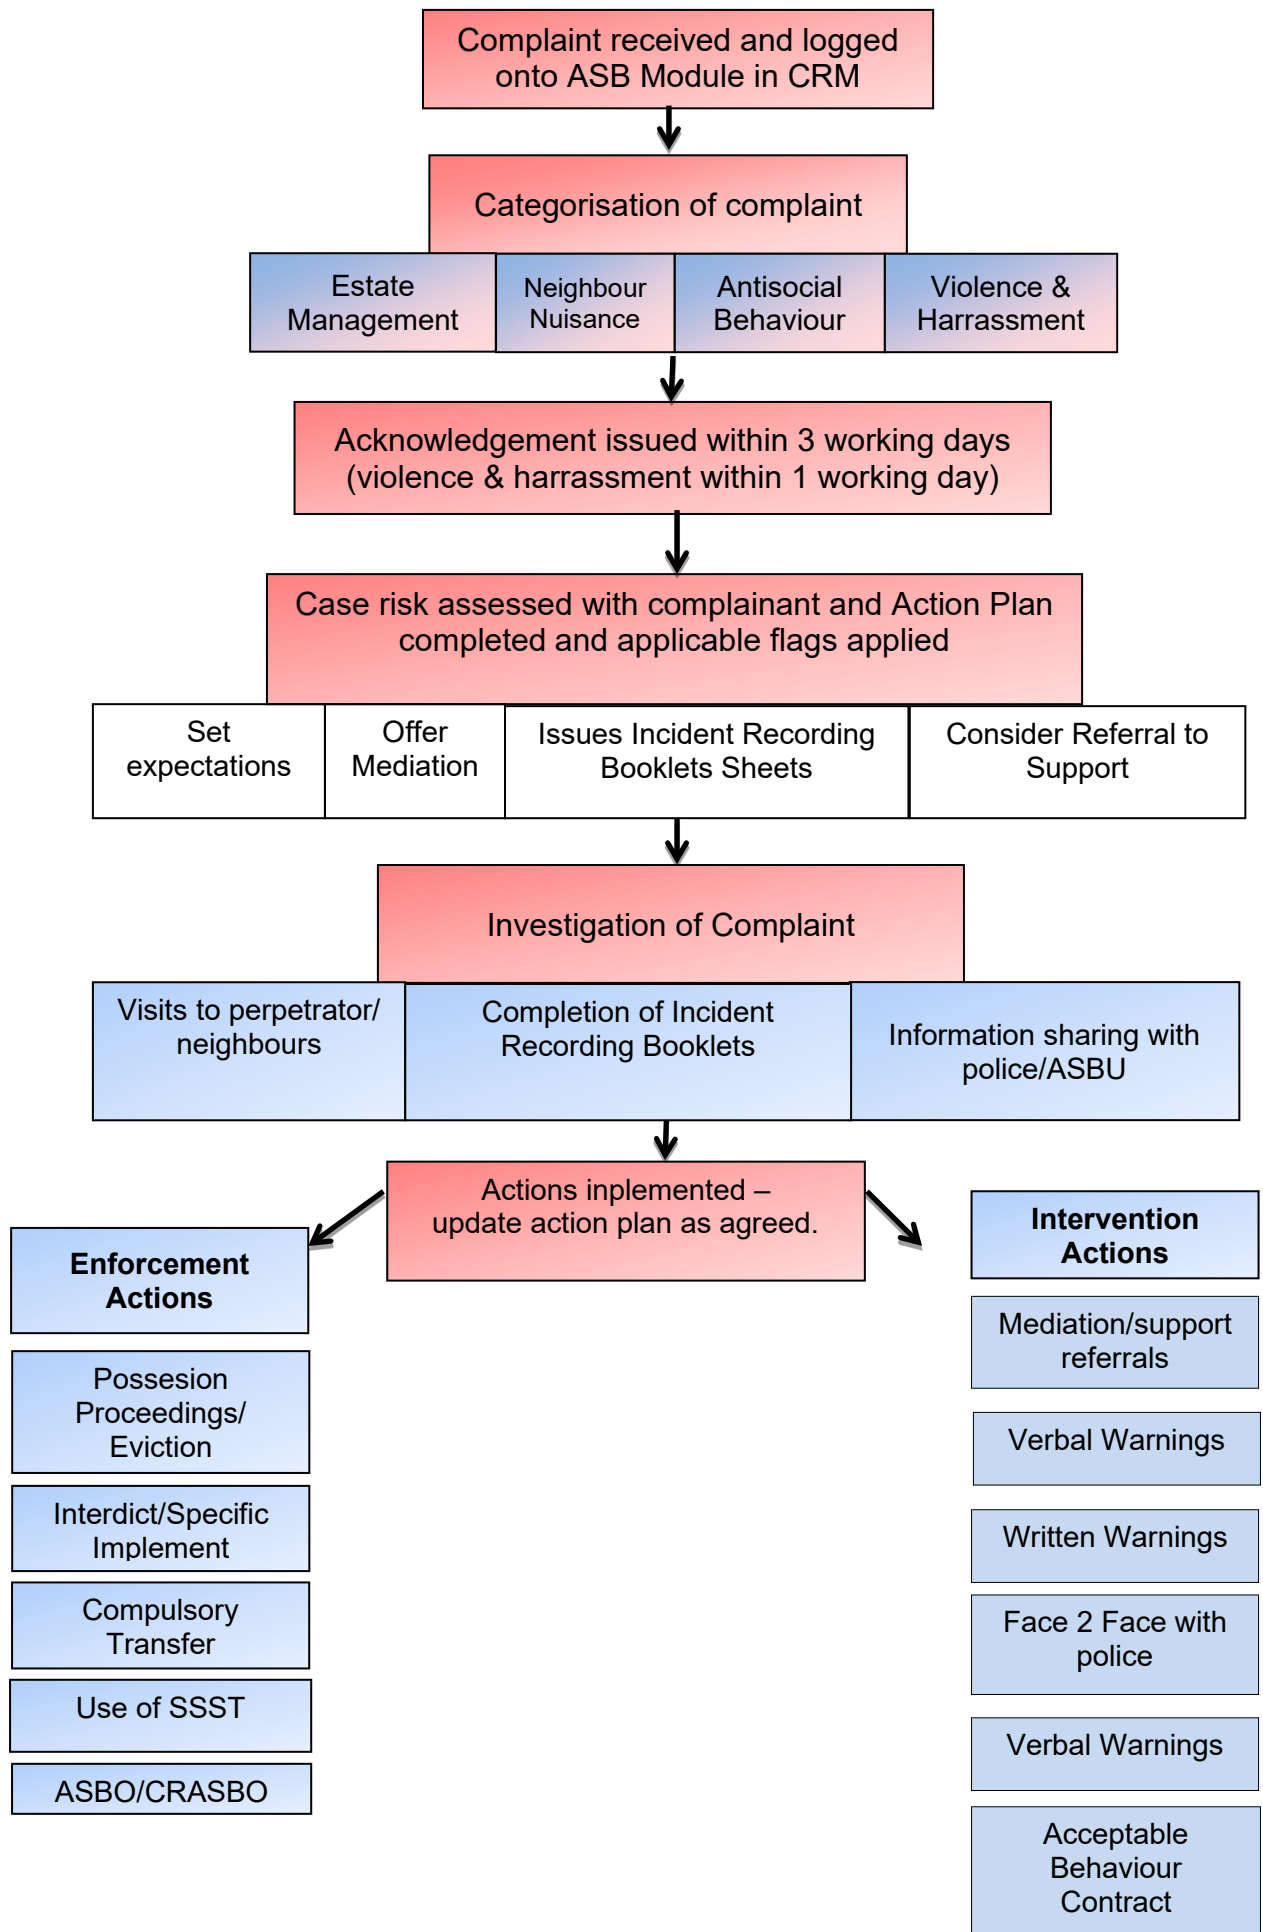 Complaint received and logged
onto ASB Module in CRM
Categorisation of complaint
Estate
Management
Neighbour
Nuisance
Antisocial
Behaviour
Violence &
Harrassment
Acknowledgement issued within 3 working days
(violence & harrassment within 1 working day)
Case risk assessed with complainant and Action Plan
completed and applicable flags applied
Set
expectations
Offer
Mediation
Issues Incident Recording
Booklets Sheets
Consider Referral to
Support
Investigation of Complaint
Visits to perpetrator/
neighbours
Completion of Incident
Recording Booklets
Information sharing with
police/ASBU
Actions inplemented –
update action plan as agreed.
Enforcement
Actions
Possesion
Proceedings/
Eviction
Interdict/Specific
Implement
Compulsory
Transfer
Use of SSST
ASBO/CRASBO
Intervention
Actions
Mediation/support
referrals
Verbal Warnings
Written Warnings
Face 2 Face with
police
Verbal Warnings
Acceptable
Behaviour
Contract